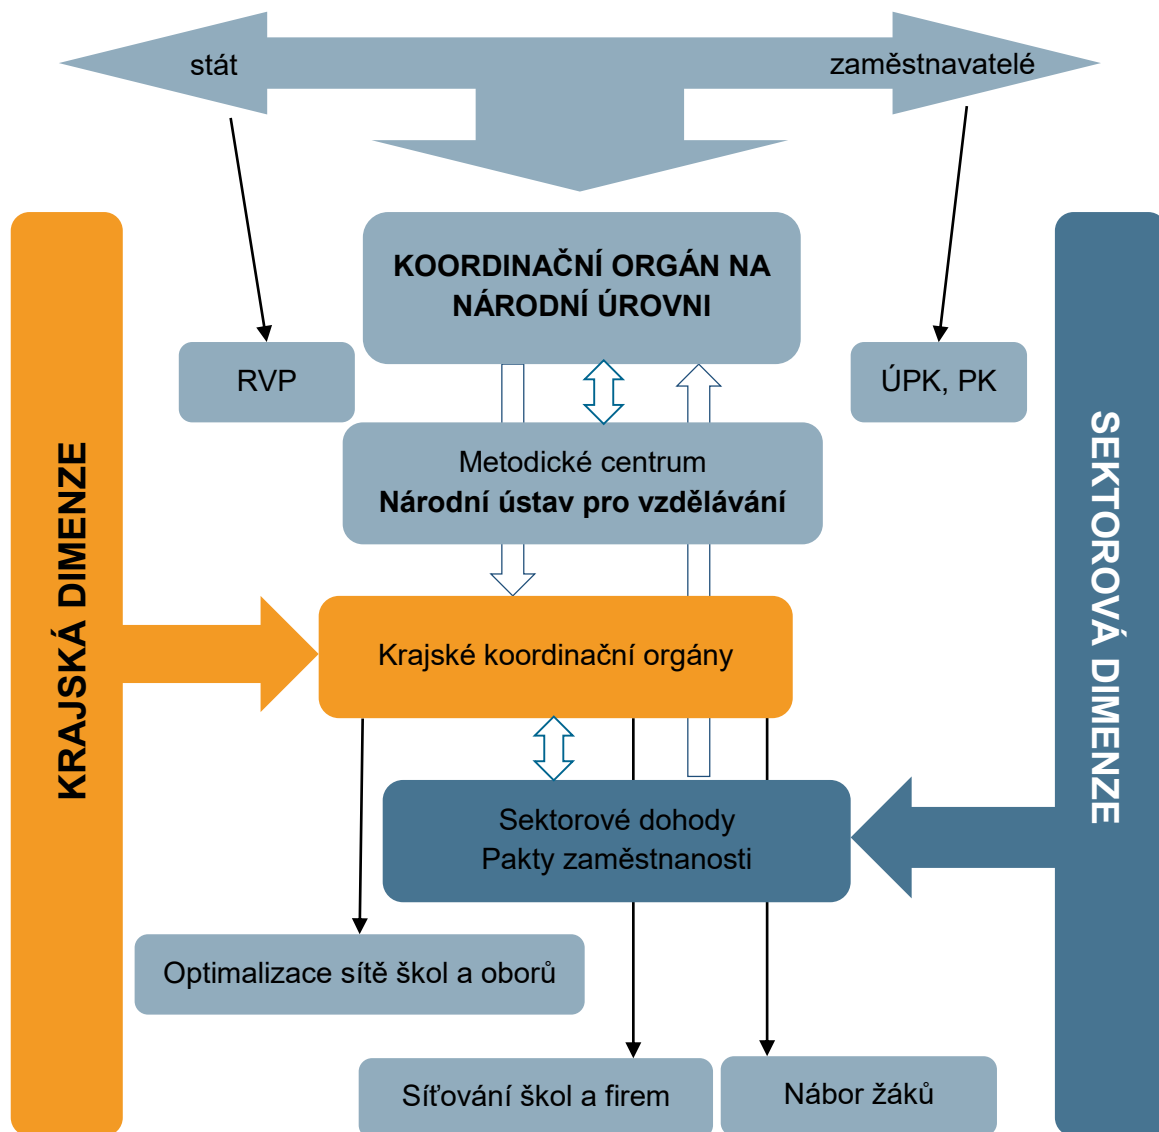 stát
zaměstnavatelé
KOORDINAČNÍ ORGÁN NA
NÁRODNÍ ÚROVNI
RVP
ÚPK, PK
Metodické centrum
Národní ústav pro vzdělávání
KRAJSKÁ DIMENZE
SEKTOROVÁ DIMENZE
Krajské koordinační orgány
Sektorové dohody
Pakty zaměstnanosti
Optimalizace sítě škol a oborů
Síťování škol a firem
Nábor žáků